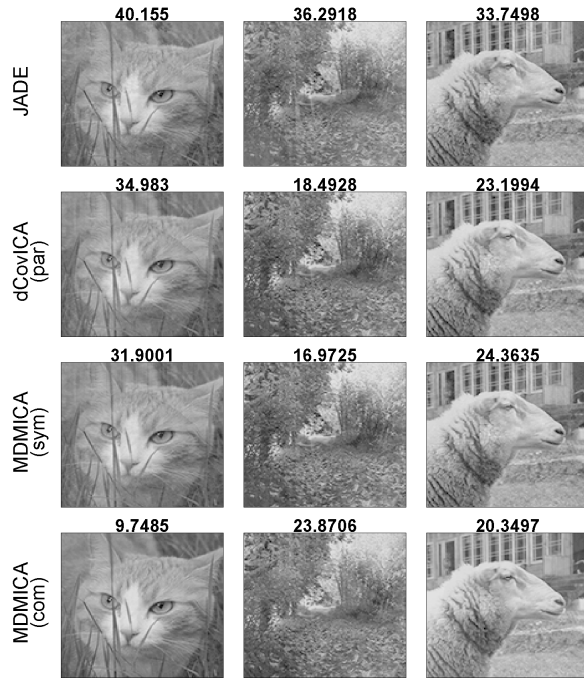 40.155 36.2918 33.7498
JADE
34.983 18.4928 23.1994
dCovICA
(par)
31.9001 16.9725 24.3635
MDMICA
(sym)
9.7485 23.8706 20.3497
MDMICA
(com)